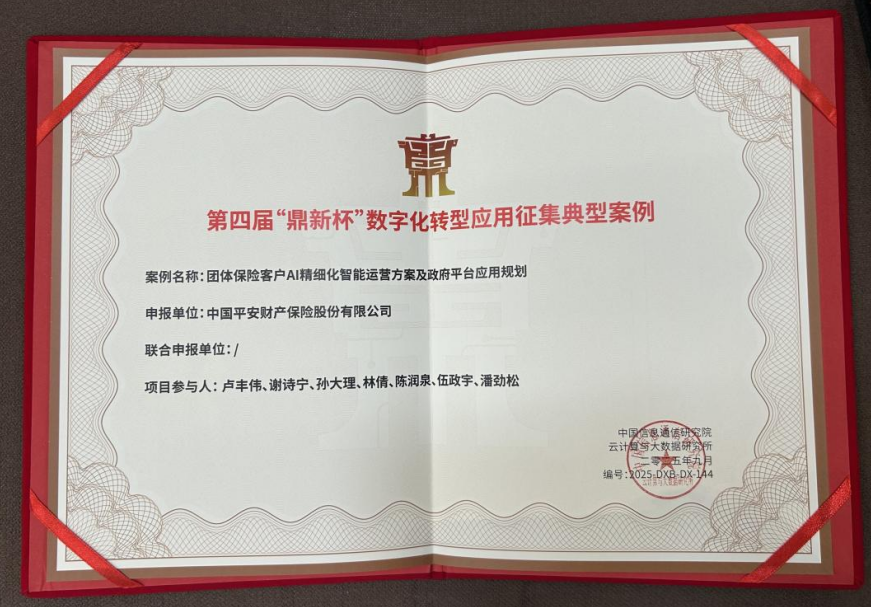 第四届“鼎新杯”数字化转型应用征集典型案例
案例名称：团体保险客户AI精细化智能运营方案及政府平台应用规划
申报单位：中国平安财产保险股份有限公司
联合申报单位：/
项目参与人：卢丰伟、谢诗宁、孙大理、林倩、陈润泉、伍政宇、潘劲松
中国信息通信研究院
云计算与大数据研究所
二零二五年九月
编号：2025-DXB-DX-144